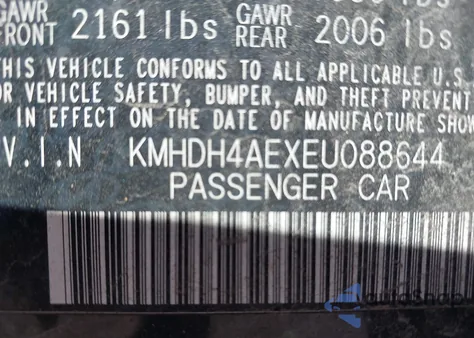 GAWR FRONT 2161 lbs GAWR REAR 2006 lbs
THIS VEHICLE CONFORMS TO ALL APPLICABLE U.S.
OR VEHICLE SAFETY, BUMPER, AND THEFT PREVENT
IN EFFECT ON THE DATE OF MANUFACTURE SHOW
V.I.N KMHDH4AEXEU088644
PASSENGER CAR